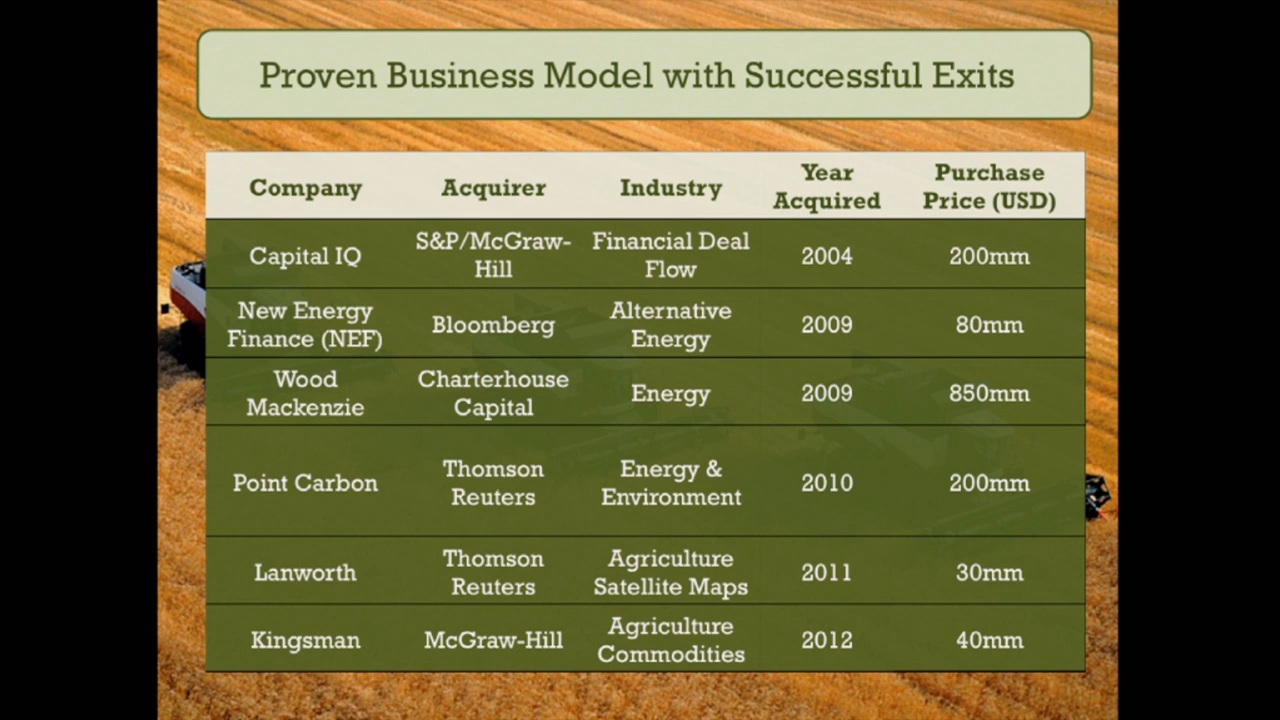 Proven Business Model with Successful Exits
Company Acquirer Industry Year Acquired Purchase Price (USD)
Capital IQ S&P/McGraw-Hill Financial Deal Flow 2004 200mm
New Energy Finance (NEF) Bloomberg Alternative Energy 2009 80mm
Wood Mackenzie Charterhouse Capital Energy 2009 850mm
Point Carbon Thomson Reuters Energy & Environment 2010 200mm
Lanworth Thomson Reuters Agriculture Satellite Maps 2011 30mm
Kingsman McGraw-Hill Agriculture Commodities 2012 40mm